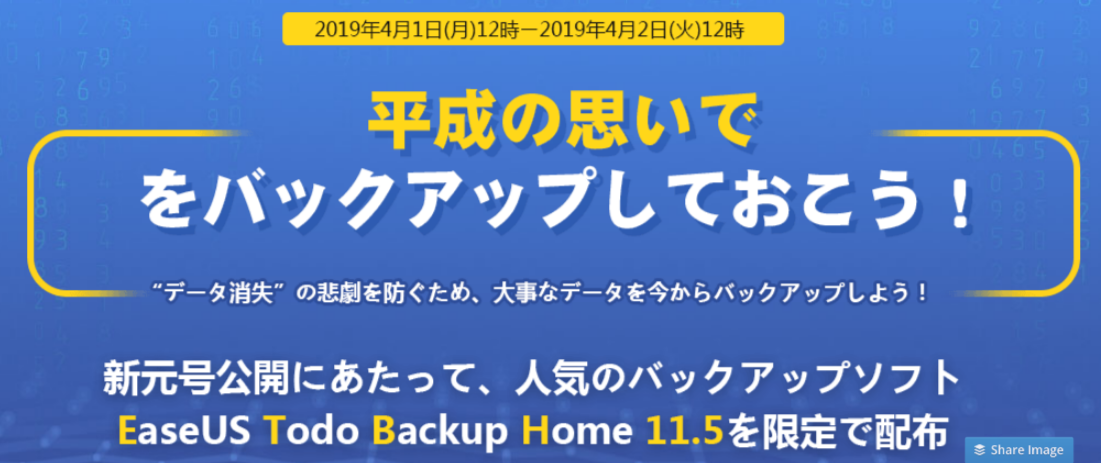 2019年4月1日(月)12時－2019年4月2日(火)12時
平成の思いで
をバックアップしておこう！
“データ消失”の悲劇を防ぐため、大事なデータを今からバックアップしよう！
新元号公開にあたって、人気のバックアップソフト
EaseUS Todo Backup Home 11.5を限定で配布
Share Image